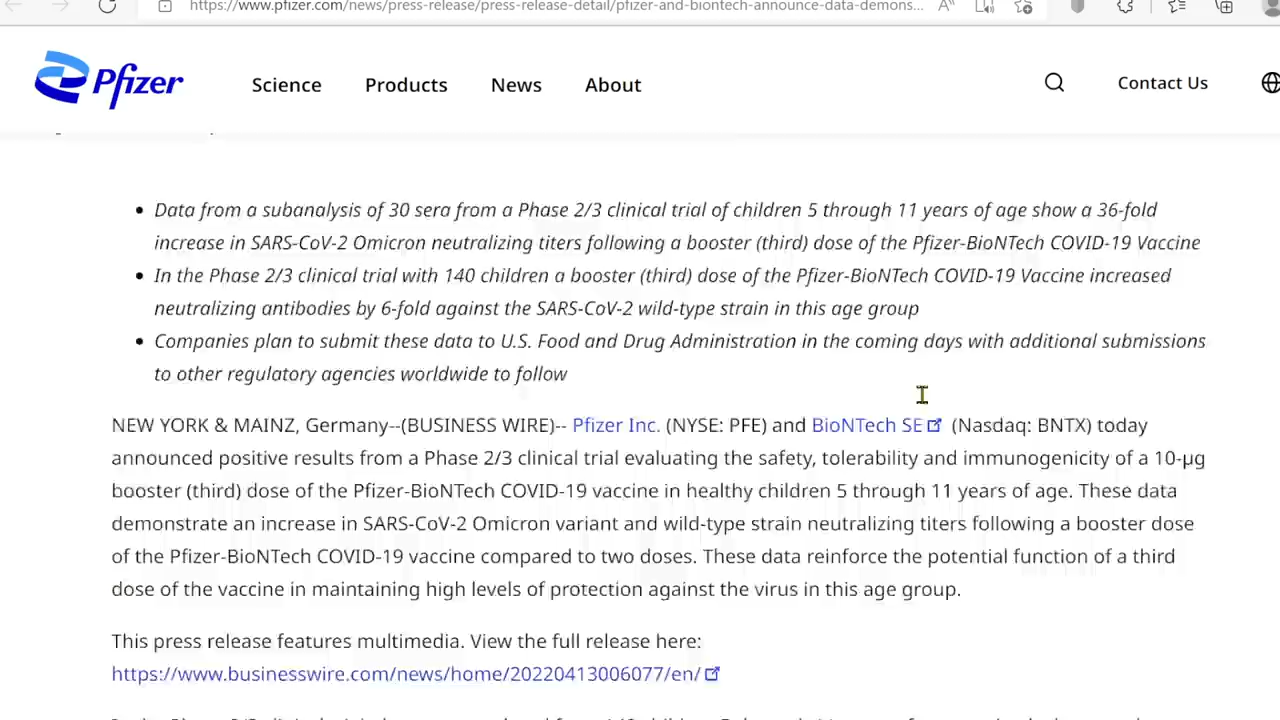 https://www.pfizer.com/news/press-release/press-release-detail/pfizer-and-biontech-announce-data-demons...
Pfizer
Science Products News About Contact Us
Data from a subanalysis of 30 sera from a Phase 2/3 clinical trial of children 5 through 11 years of age show a 36-fold
increase in SARS-CoV-2 Omicron neutralizing titers following a booster (third) dose of the Pfizer-BioNTech COVID-19 Vaccine
In the Phase 2/3 clinical trial with 140 children a booster (third) dose of the Pfizer-BioNTech COVID-19 Vaccine increased
neutralizing antibodies by 6-fold against the SARS-CoV-2 wild-type strain in this age group
Companies plan to submit these data to U.S. Food and Drug Administration in the coming days with additional submissions
to other regulatory agencies worldwide to follow
NEW YORK & MAINZ, Germany--(BUSINESS WIRE)-- Pfizer Inc. (NYSE: PFE) and BioNTech SE (Nasdaq: BNTX) today
announced positive results from a Phase 2/3 clinical trial evaluating the safety, tolerability and immunogenicity of a 10-µg
booster (third) dose of the Pfizer-BioNTech COVID-19 vaccine in healthy children 5 through 11 years of age. These data
demonstrate an increase in SARS-CoV-2 Omicron variant and wild-type strain neutralizing titers following a booster dose
of the Pfizer-BioNTech COVID-19 vaccine compared to two doses. These data reinforce the potential function of a third
dose of the vaccine in maintaining high levels of protection against the virus in this age group.
This press release features multimedia. View the full release here:
https://www.businesswire.com/news/home/20220413006077/en/